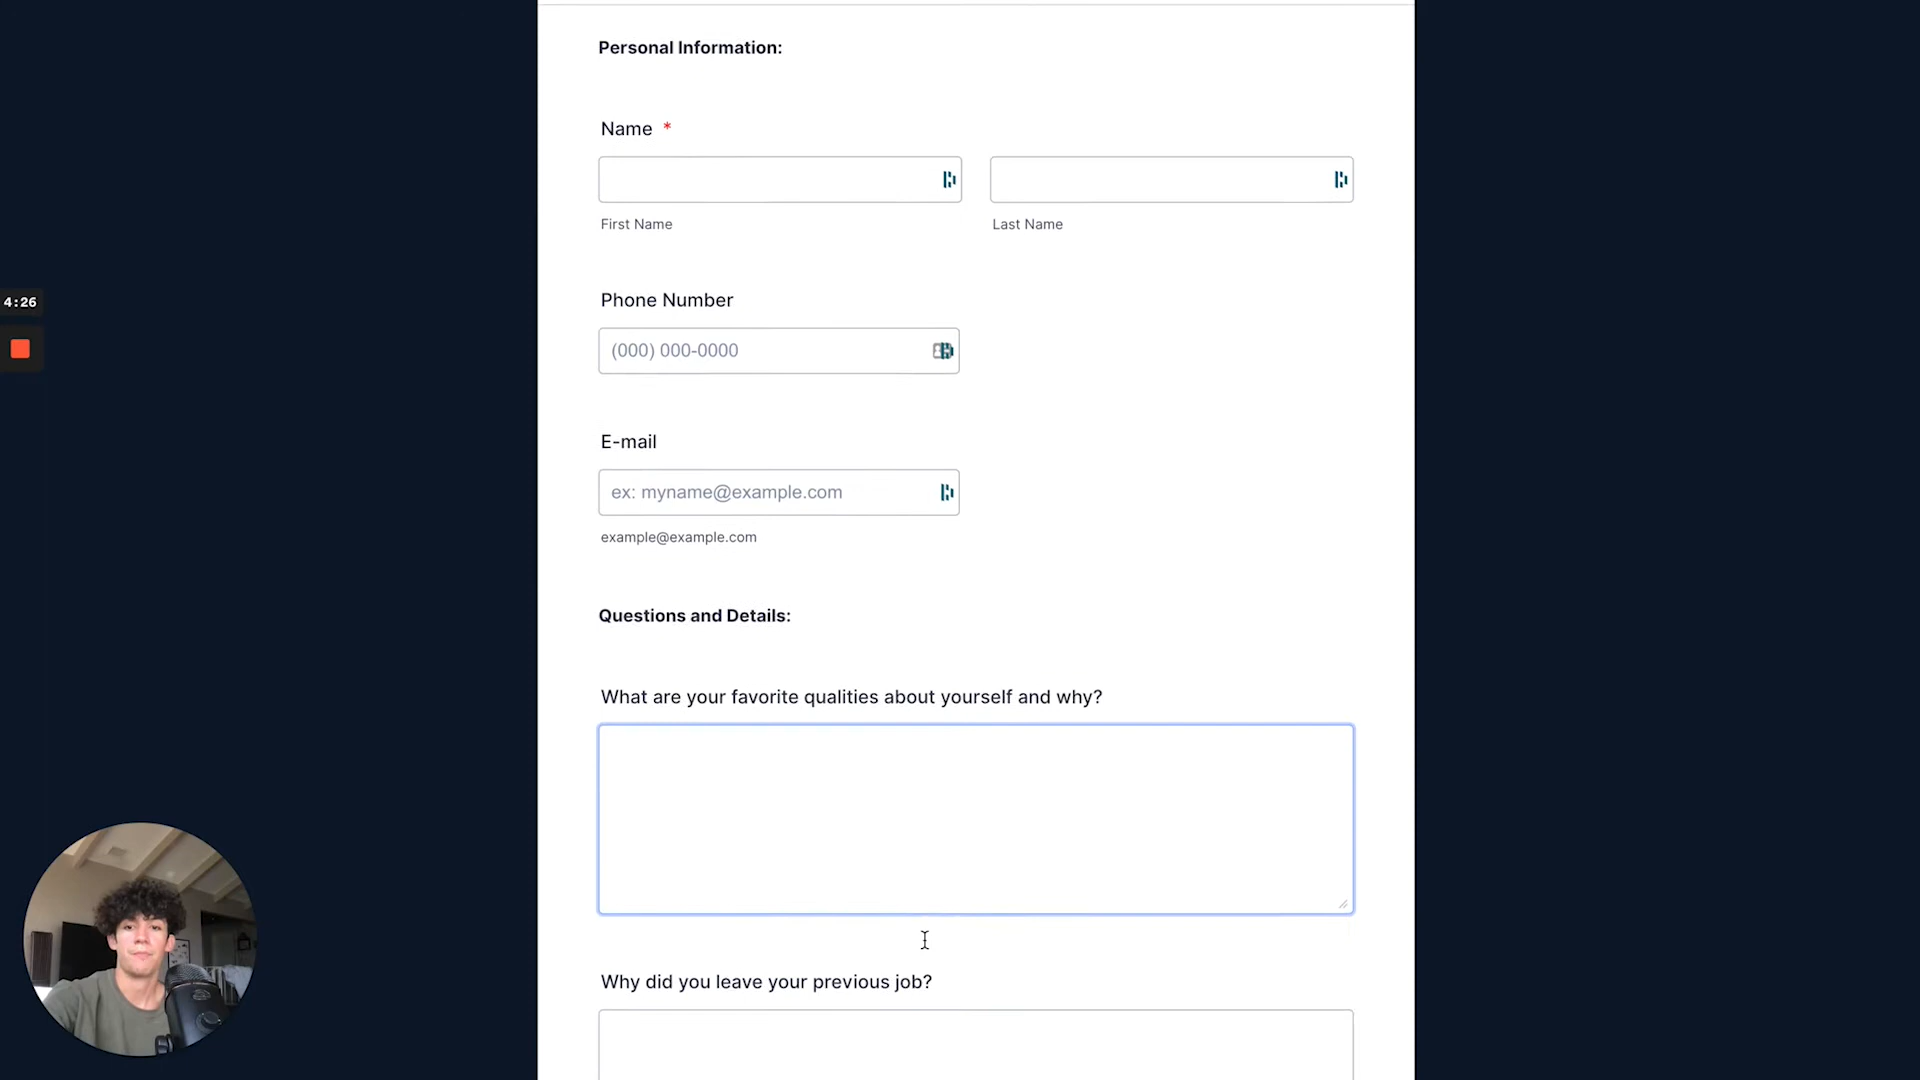 Personal Information:
Name *
First Name
Last Name
Phone Number
4:26
(000) 000-0000
E-mail
ex: myname@example.com
example@example.com
Questions and Details:
What are your favorite qualities about yourself and why?
Why did you leave your previous job?